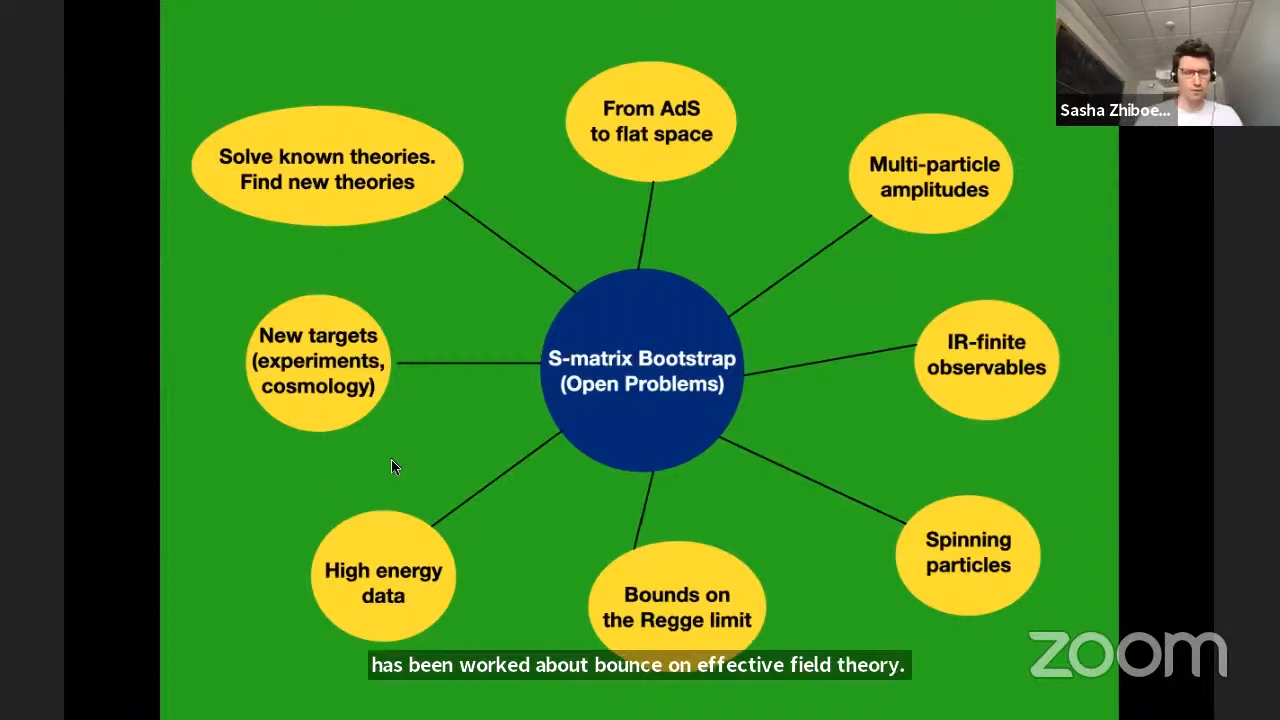 Sasha Zhiboe...
From AdS
to flat space
Solve known theories.
Find new theories
Multi-particle
amplitudes
New targets
(experiments,
cosmology)
S-matrix Bootstrap
(Open Problems)
IR-finite
observables
High energy
data
Bounds on
the Regge limit
Spinning
particles
has been worked about bounce on effective field theory.
zoom